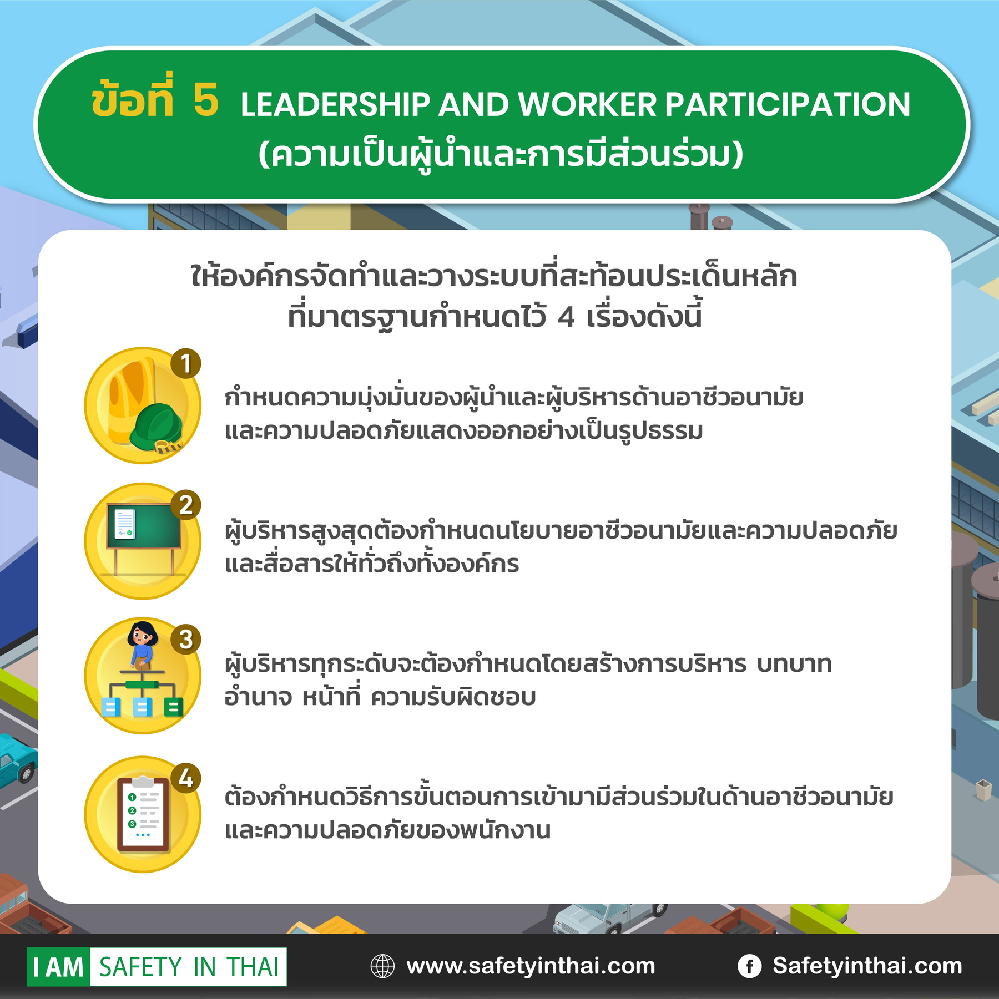 ข้อที่ 5 LEADERSHIP AND WORKER PARTICIPATION
(ความเป็นผู้นำและการมีส่วนร่วม)
ให้องค์กรจัดทำและวางระบบที่สะท้อนประเด็นหลัก
ที่มาตรฐานกำหนดไว้ 4 เรื่องดังนี้
1
กำหนดความมุ่งมั่นของผู้นำและผู้บริหารด้านอาชีวอนามัย
และความปลอดภัยแสดงออกอย่างเป็นรูปธรรม
2
ผู้บริหารสูงสุดต้องกำหนดนโยบายอาชีวอนามัยและความปลอดภัย
และสื่อสารให้ทั่วถึงทั้งองค์กร
3
ผู้บริหารทุกระดับจะต้องกำหนดโดยสร้างการบริหาร บทบาท
อำนาจ หน้าที่ ความรับผิดชอบ
4
1
2
3
ต้องกำหนดวิธีการขั้นตอนการเข้ามามีส่วนร่วมในด้านอาชีวอนามัย
และความปลอดภัยของพนักงาน
I AM SAFETY IN THAI
www.safetyinthai.com
Safetyinthai.com